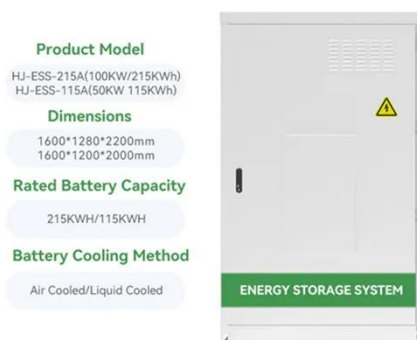 Product Model
HJ-ESS-215A(100KW/215KWh)
HJ-ESS-115A(50KW 115KWh)
Dimensions
1600*1280*2200mm
1600*1200*2000mm
Rated Battery Capacity
215KWH/115KWH
Battery Cooling Method
Air Cooled/Liquid Cooled
ENERGY STORAGE SYSTEM